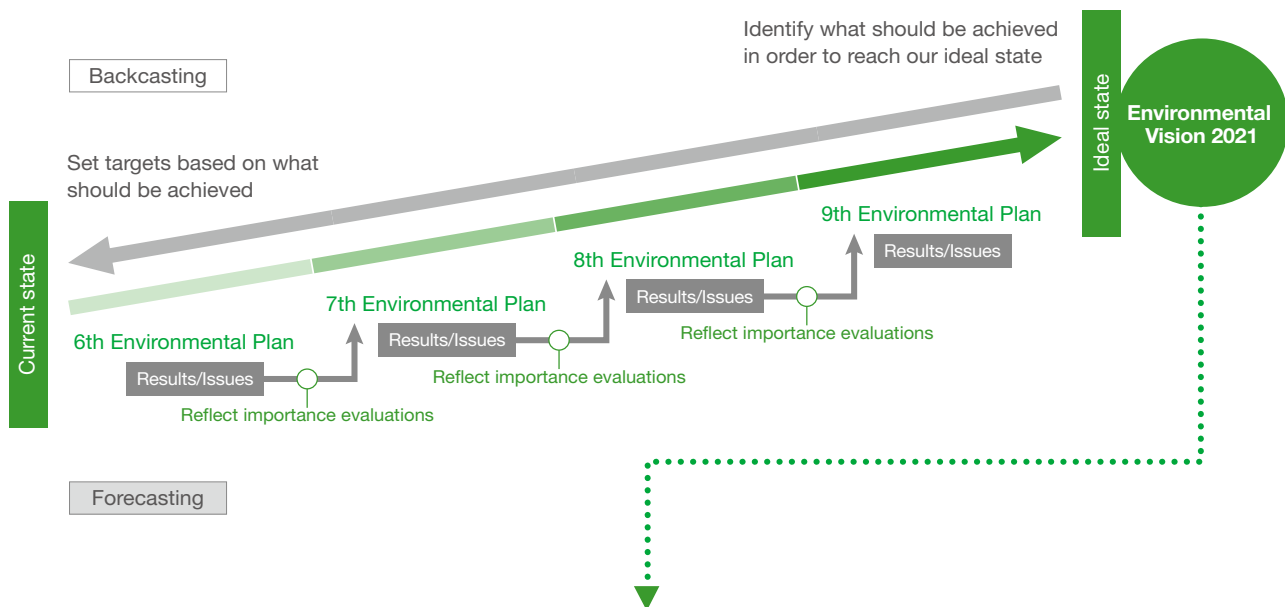 Backcasting
Identify what should be achieved
in order to reach our ideal state
Ideal state
Environmental
Vision 2021
Set targets based on what
should be achieved
Current state
9th Environmental Plan
Results/Issues
8th Environmental Plan
Results/Issues
Reflect importance evaluations
7th Environmental Plan
Results/Issues
Reflect importance evaluations
6th Environmental Plan
Results/Issues
Reflect importance evaluations
Forecasting